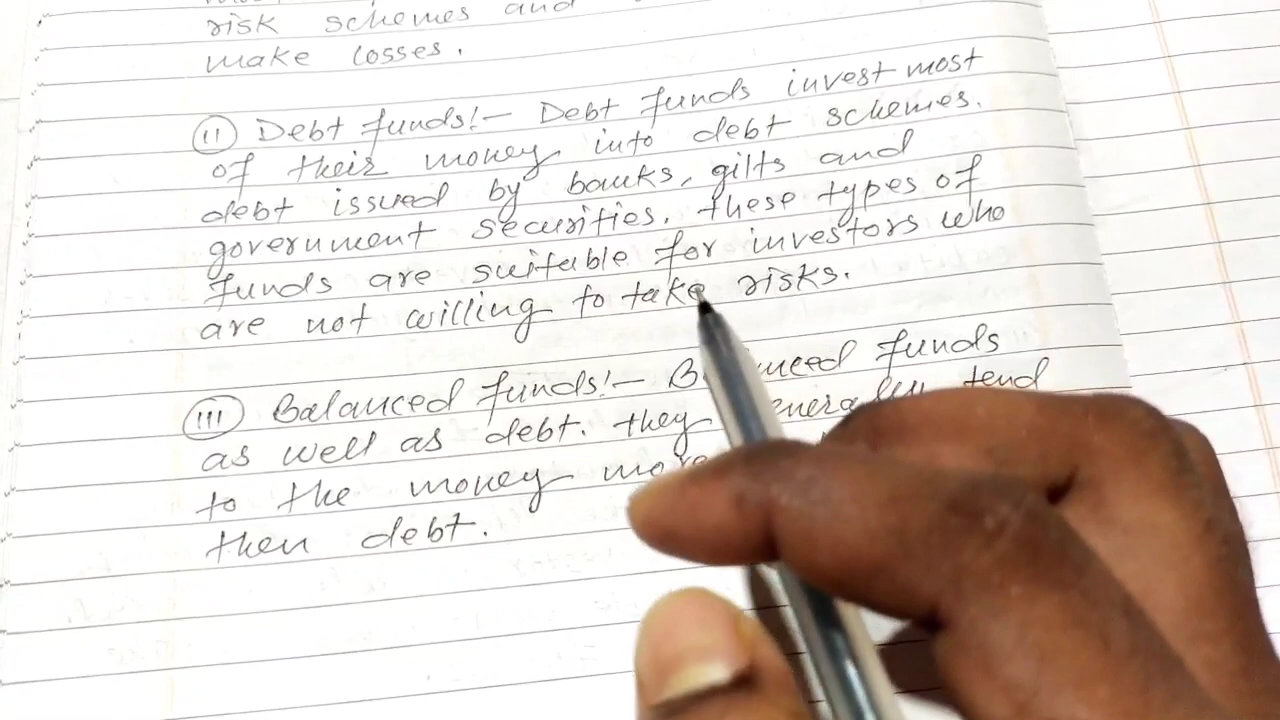 risk schemes and
make losses.
(ii) Debt funds:- Debt funds invest most
of their money into debt schemes.
debt issued by banks, gilts and
government securities. these types of
funds are suitable for investors who
are not willing to take risks.
(iii) Balanced funds:- funds
as well as debt. they tend
to the money more
then debt.